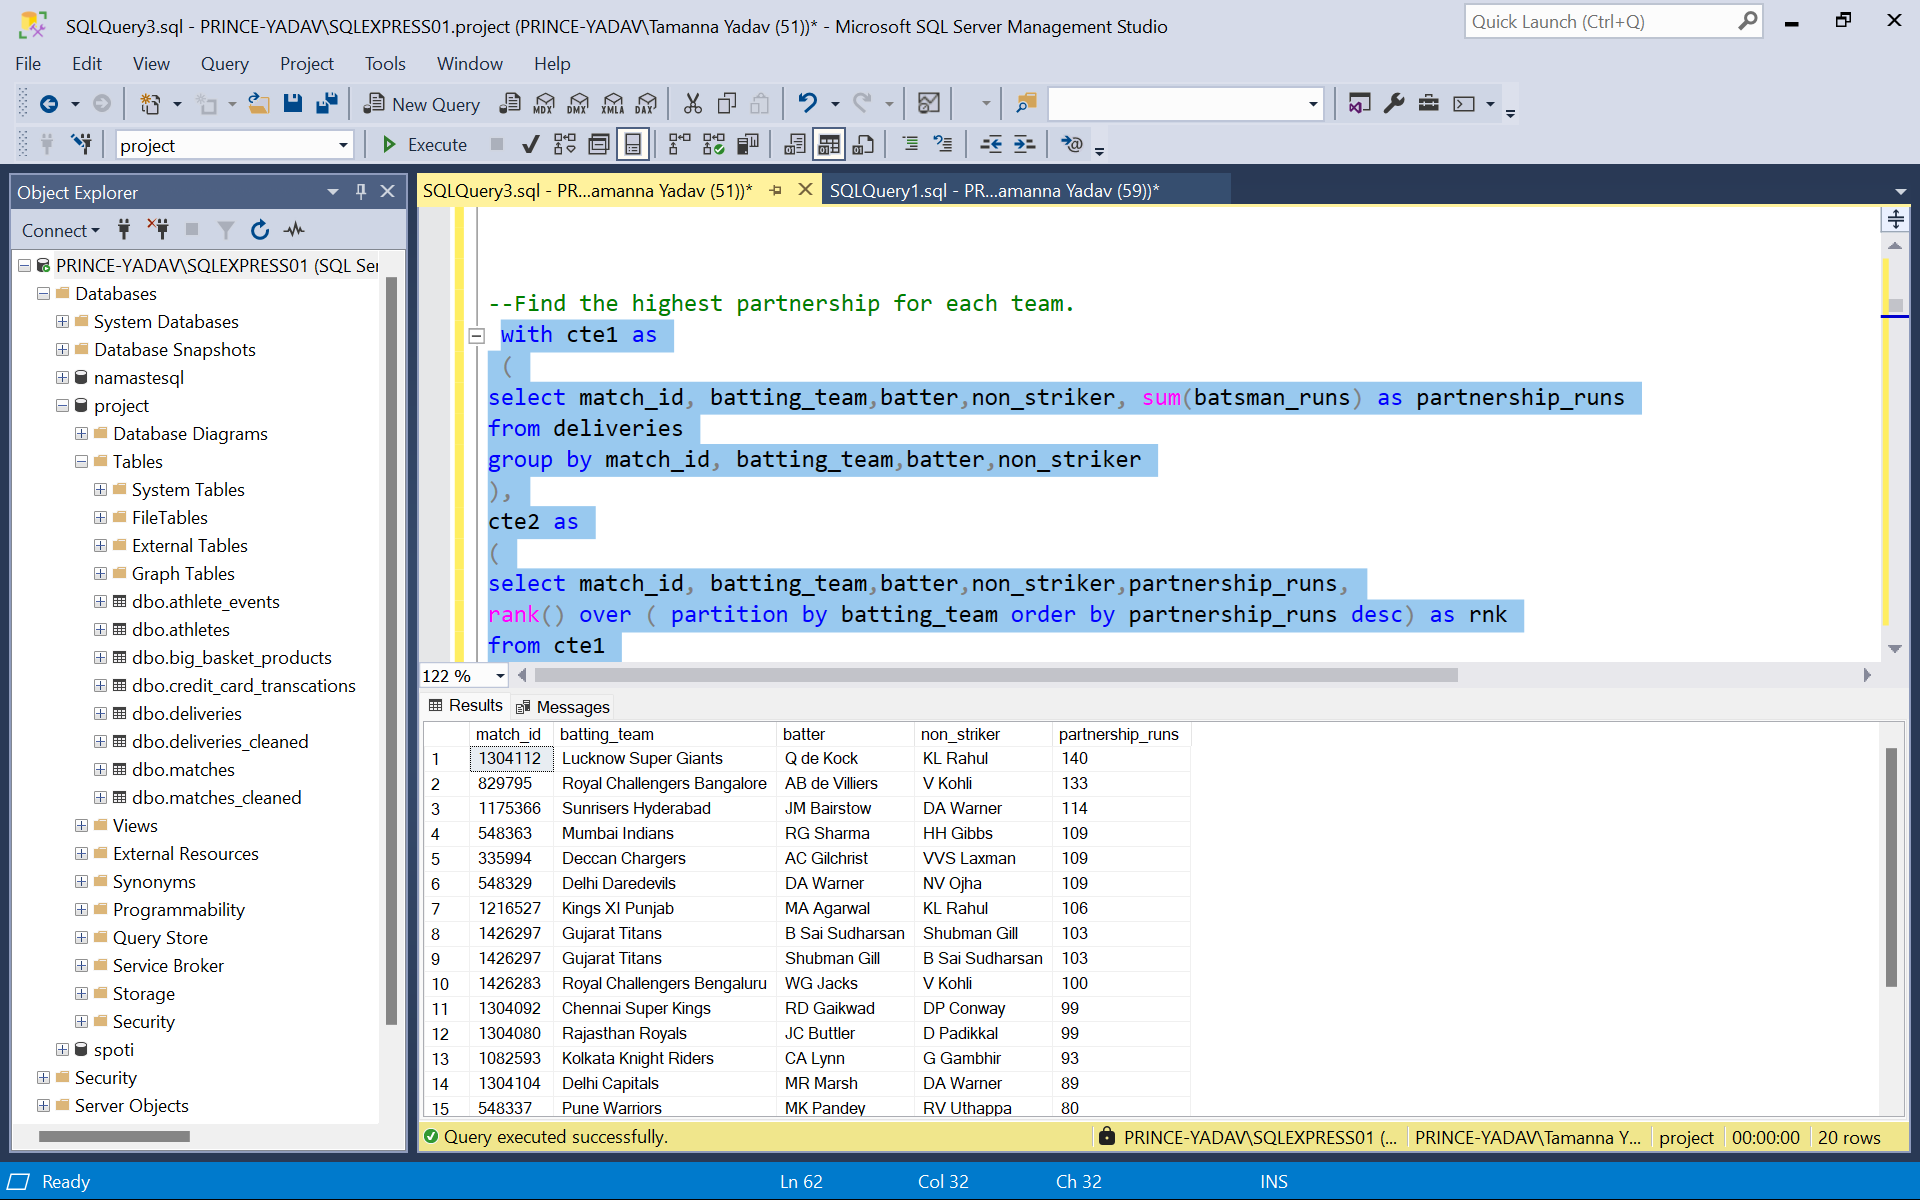 SQLQuery3.sql - PRINCE-YADAV\SQLEXPRESS01.project (PRINCE-YADAV\Tamanna Yadav (51))* - Microsoft SQL Server Management Studio
Quick Launch (Ctrl+Q)
File Edit View Query Project Tools Window Help
New Query MDX DMX XMLA DAX
project Execute
Object Explorer
Connect
PRINCE-YADAV\SQLEXPRESS01 (SQL Ser
Databases
System Databases
Database Snapshots
namastesql
project
Database Diagrams
Tables
System Tables
FileTables
External Tables
Graph Tables
dbo.athlete_events
dbo.athletes
dbo.big_basket_products
dbo.credit_card_transcations
dbo.deliveries
dbo.deliveries_cleaned
dbo.matches
dbo.matches_cleaned
Views
External Resources
Synonyms
Programmability
Query Store
Service Broker
Storage
Security
spoti
Security
Server Objects
SQLQuery3.sql - PR...amanna Yadav (51))* SQLQuery1.sql - PR...amanna Yadav (59))*
--Find the highest partnership for each team.
with cte1 as
(
select match_id, batting_team,batter,non_striker, sum(batsman_runs) as partnership_runs
from deliveries
group by match_id, batting_team,batter,non_striker
),
cte2 as
(
select match_id, batting_team,batter,non_striker,partnership_runs,
rank() over ( partition by batting_team order by partnership_runs desc) as rnk
from cte1
122 %
Results Messages
match_id batting_team batter non_striker partnership_runs
1 1304112 Lucknow Super Giants Q de Kock KL Rahul 140
2 829795 Royal Challengers Bangalore AB de Villiers V Kohli 133
3 1175366 Sunrisers Hyderabad JM Bairstow DA Warner 114
4 548363 Mumbai Indians RG Sharma HH Gibbs 109
5 335994 Deccan Chargers AC Gilchrist VVS Laxman 109
6 548329 Delhi Daredevils DA Warner NV Ojha 109
7 1216527 Kings XI Punjab MA Agarwal KL Rahul 106
8 1426297 Gujarat Titans B Sai Sudharsan Shubman Gill 103
9 1426297 Gujarat Titans Shubman Gill B Sai Sudharsan 103
10 1426283 Royal Challengers Bengaluru WG Jacks V Kohli 100
11 1304092 Chennai Super Kings RD Gaikwad DP Conway 99
12 1304080 Rajasthan Royals JC Buttler D Padikkal 99
13 1082593 Kolkata Knight Riders CA Lynn G Gambhir 93
14 1304104 Delhi Capitals MR Marsh DA Warner 89
15 548337 Pune Warriors MK Pandey RV Uthappa 80
Query executed successfully. PRINCE-YADAV\SQLEXPRESS01 (... PRINCE-YADAV\Tamanna Y... project 00:00:00 20 rows
Ready Ln 62 Col 32 Ch 32 INS